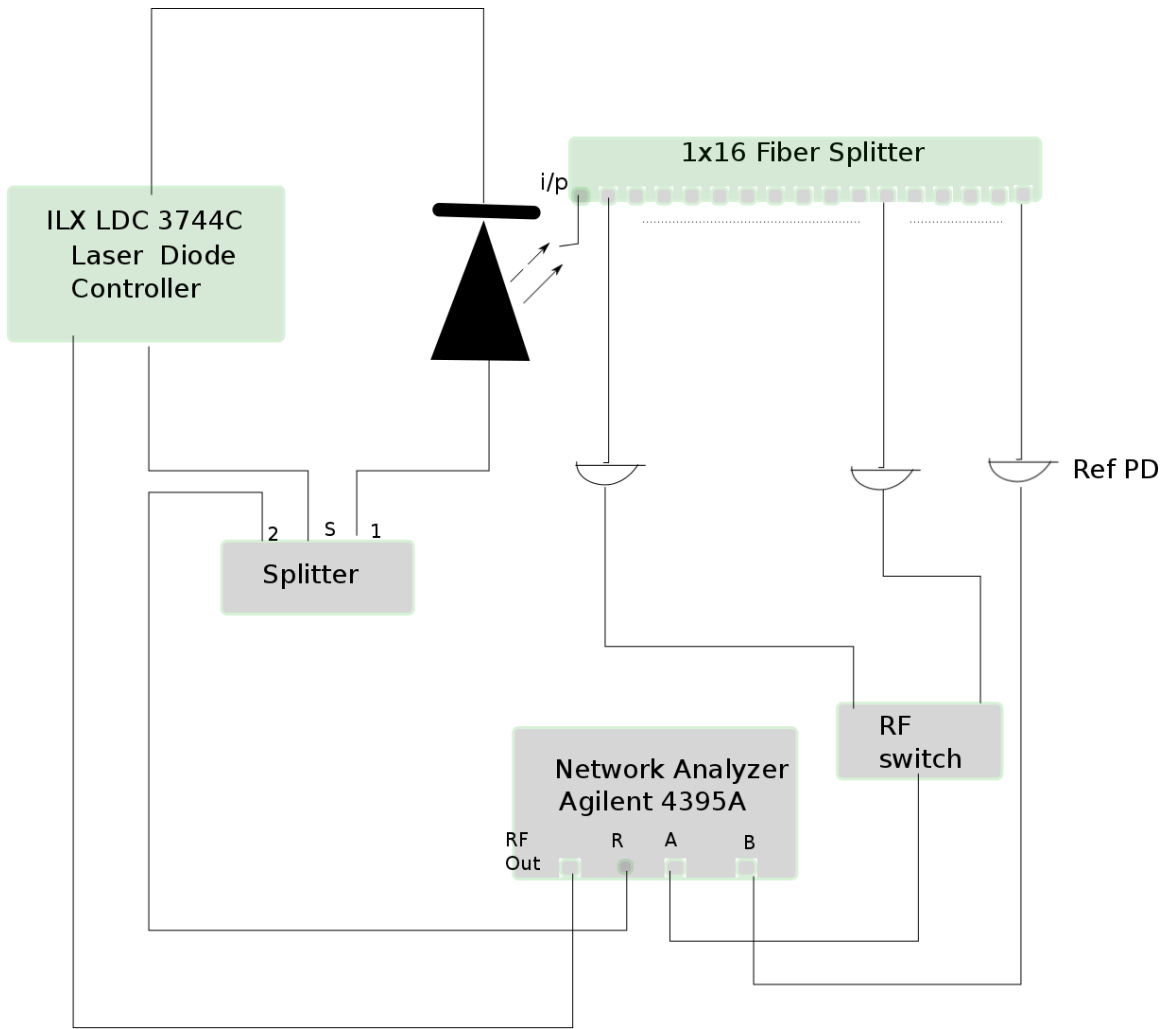 1x16 Fiber Splitter
i/p
ILX LDC 3744C
Laser Diode
Controller
Ref PD
2
S
1
Splitter
RF
switch
Network Analyzer
Agilent 4395A
RF
Out
R
A
B